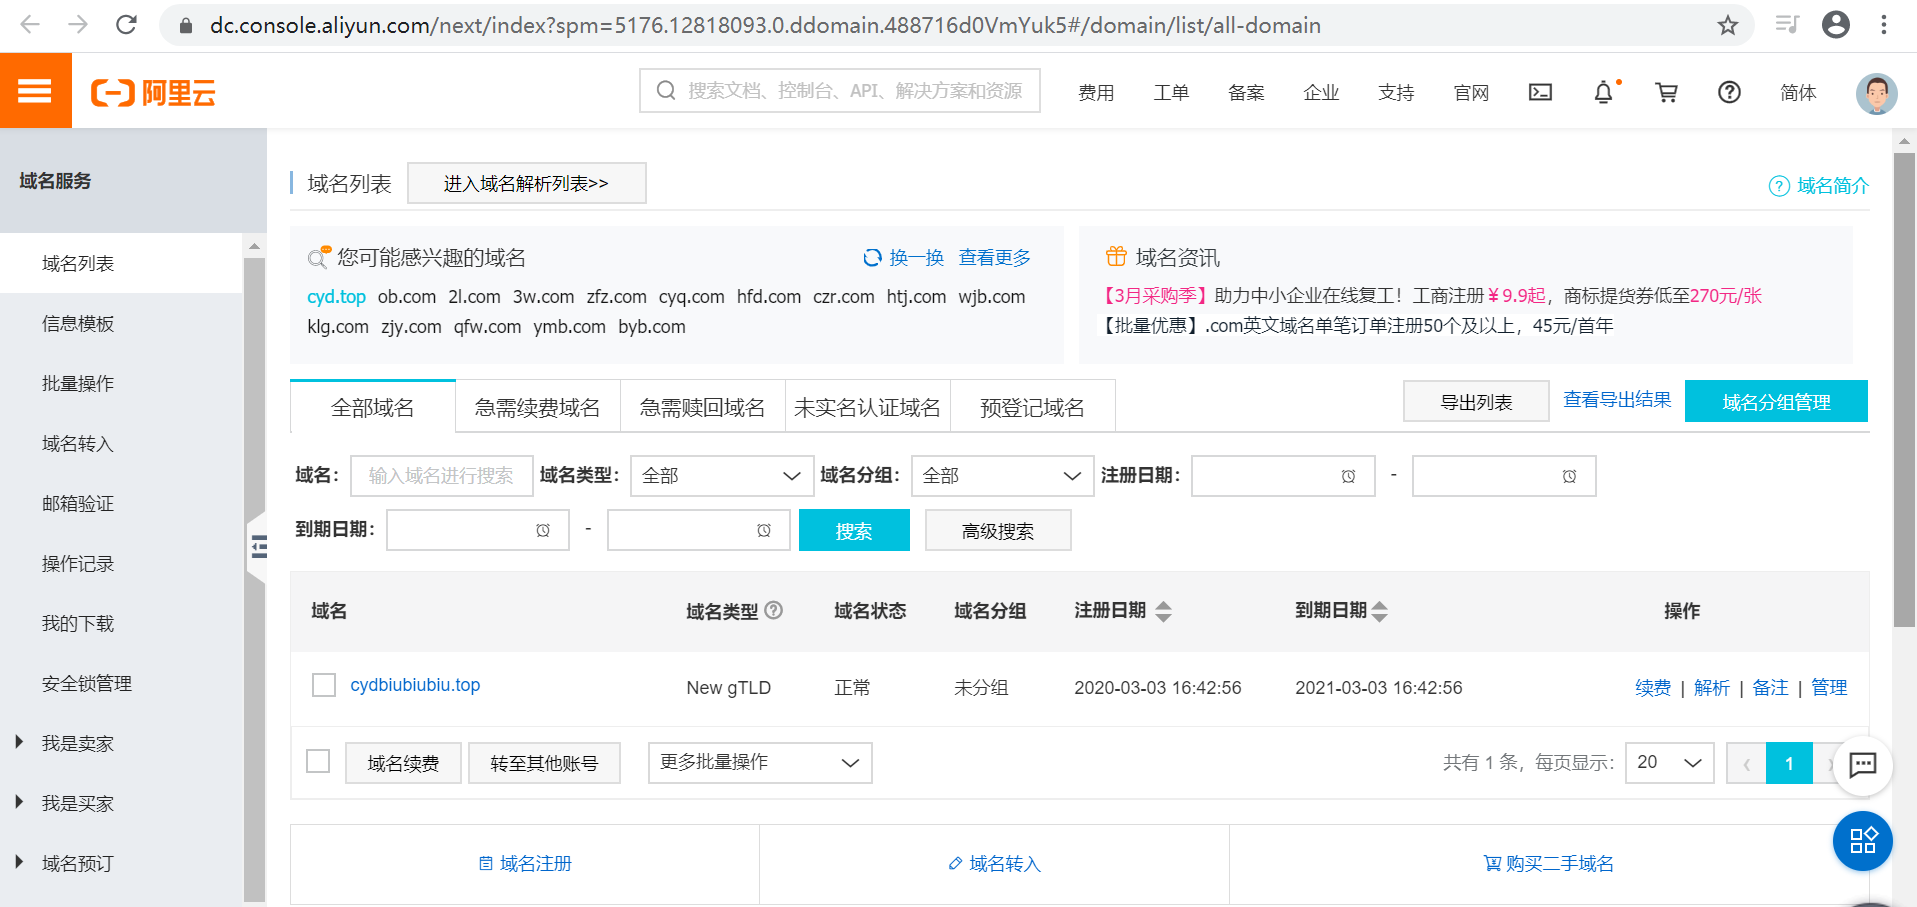 dc.console.aliyun.com/next/index?spm=5176.12818093.0.ddomain.488716d0VmYuk5#/domain/list/all-domain
阿里云
搜索文档、控制台、API、解决方案和资源
费用 工单 备案 企业 支持 官网 简体
域名服务
域名列表
信息模板
批量操作
域名转入
邮箱验证
操作记录
我的下载
安全锁管理
我是卖家
我是买家
域名预订
域名列表 进入域名解析列表>> 域名简介
您可能感兴趣的域名 换一换 查看更多
cyd.top ob.com 2l.com 3w.com zfz.com cyq.com hfd.com czr.com htj.com wjb.com
klg.com zjy.com qfw.com ymb.com byb.com
域名资讯
【3月采购季】助力中小企业在线复工！工商注册¥9.9起，商标提货券低至270元/张
【批量优惠】.com英文域名单笔订单注册50个及以上，45元/首年
全部域名 急需续费域名 急需赎回域名 未实名认证域名 预登记域名 导出列表 查看导出结果 域名分组管理
域名： 输入域名进行搜索 域名类型： 全部 域名分组： 全部 注册日期： -
到期日期： - 搜索 高级搜索
域名 域名类型 域名状态 域名分组 注册日期 到期日期 操作
cydbiubiubiu.top New gTLD 正常 未分组 2020-03-03 16:42:56 2021-03-03 16:42:56 续费 | 解析 | 备注 | 管理
域名续费 转至其他账号 更多批量操作 共有 1 条，每页显示： 20 1
域名注册 域名转入 购买二手域名